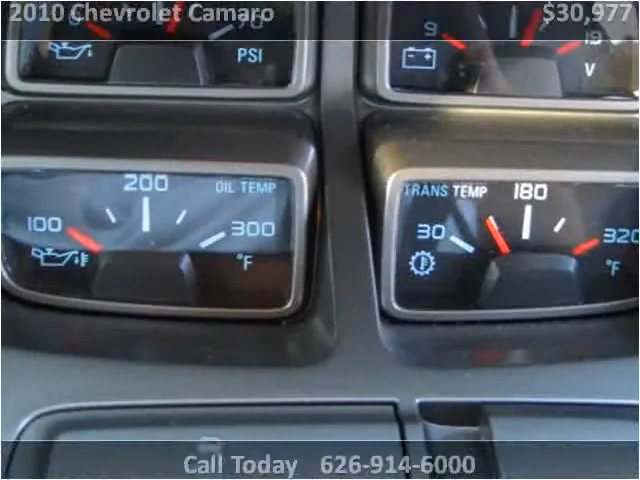 2010 Chevrolet Camaro $30,977
PSI
9 19
V
200 OIL TEMP
100 300
°F
TRANS TEMP 180
30 320
°F
Call Today 626-914-6000